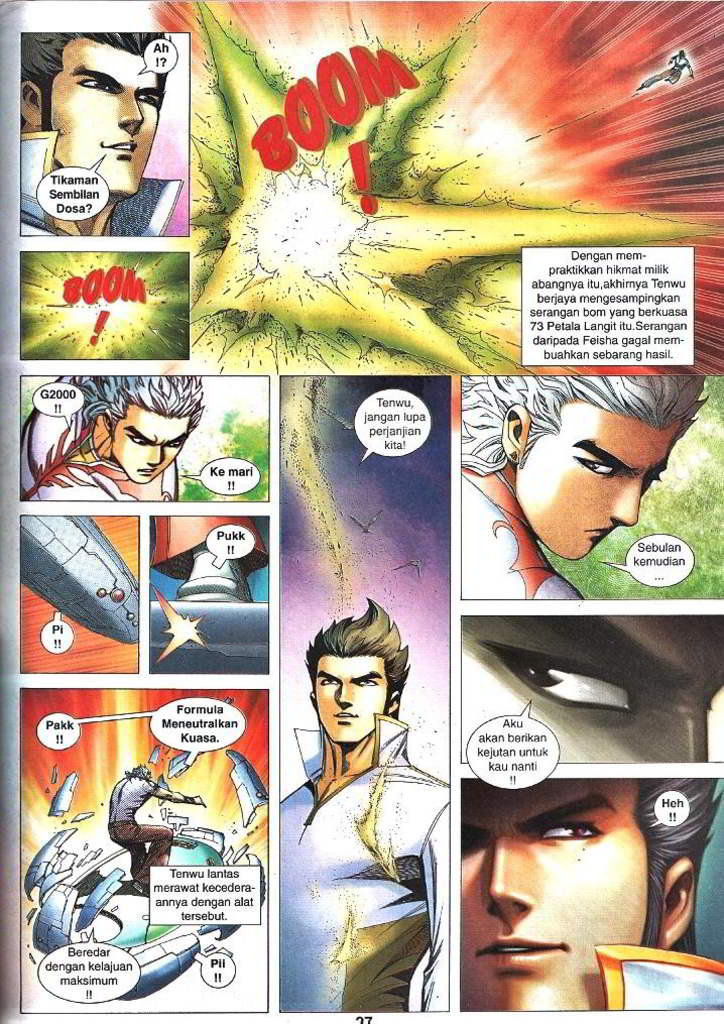 Ah
!?
Tikaman
Sembilan
Dosa?
BOOM
!
BOOM
!
Dengan mem-
praktikkan hikmat milik
abangnya itu,akhirnya Tenwu
berjaya mengesampingkan
serangan bom yang berkuasa
73 Petala Langit itu.Serangan
daripada Feisha gagal mem-
buahkan sebarang hasil.
G2000
!!
Ke mari
!!
Pi
!!
Pukk
!!
Pakk
!!
Formula
Meneutralkan
Kuasa.
Tenwu lantas
merawat kecedera-
annya dengan alat
tersebut.
Beredar
dengan kelajuan
maksimum
!!
Pil
!!
Tenwu,
jangan lupa
perjanjian
kita!
Sebulan
kemudian
...
Aku
akan berikan
kejutan untuk
kau nanti
!!
Heh
!!
27